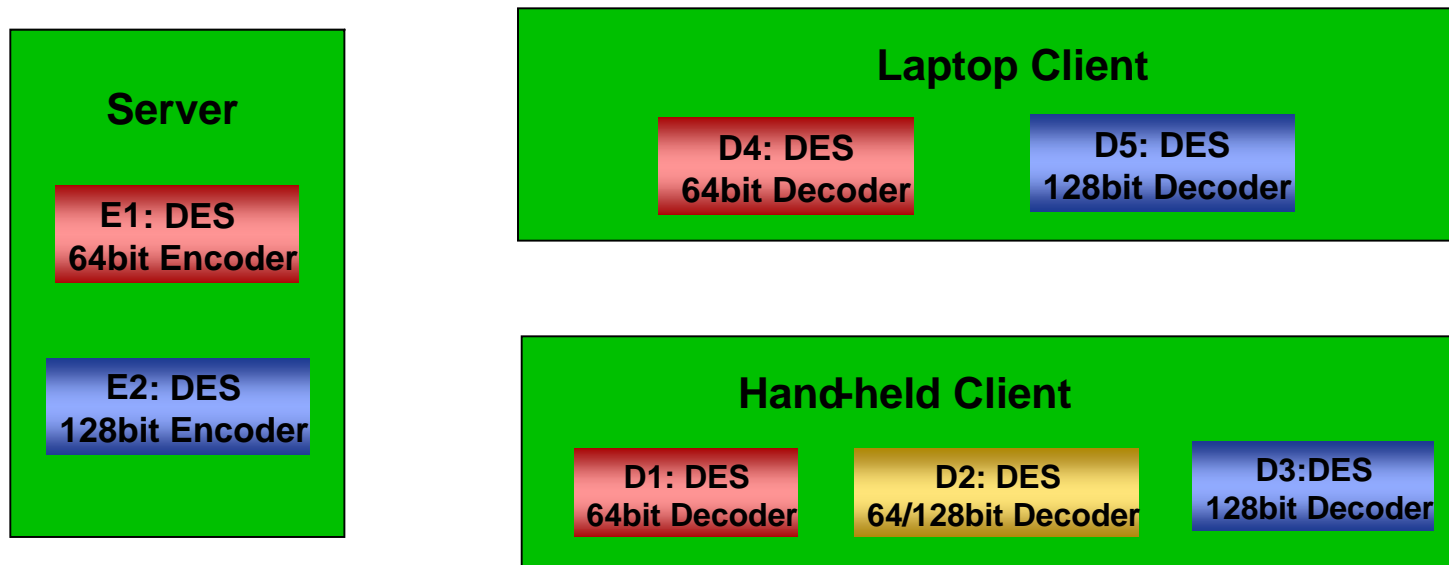 Server
E1: DES
64bit Encoder
E2: DES
128bit Encoder
Laptop Client
D4: DES
64bit Decoder
D5: DES
128bit Decoder
Hand-held Client
D1: DES
64bit Decoder
D2: DES
64/128bit Decoder
D3:DES
128bit Decoder